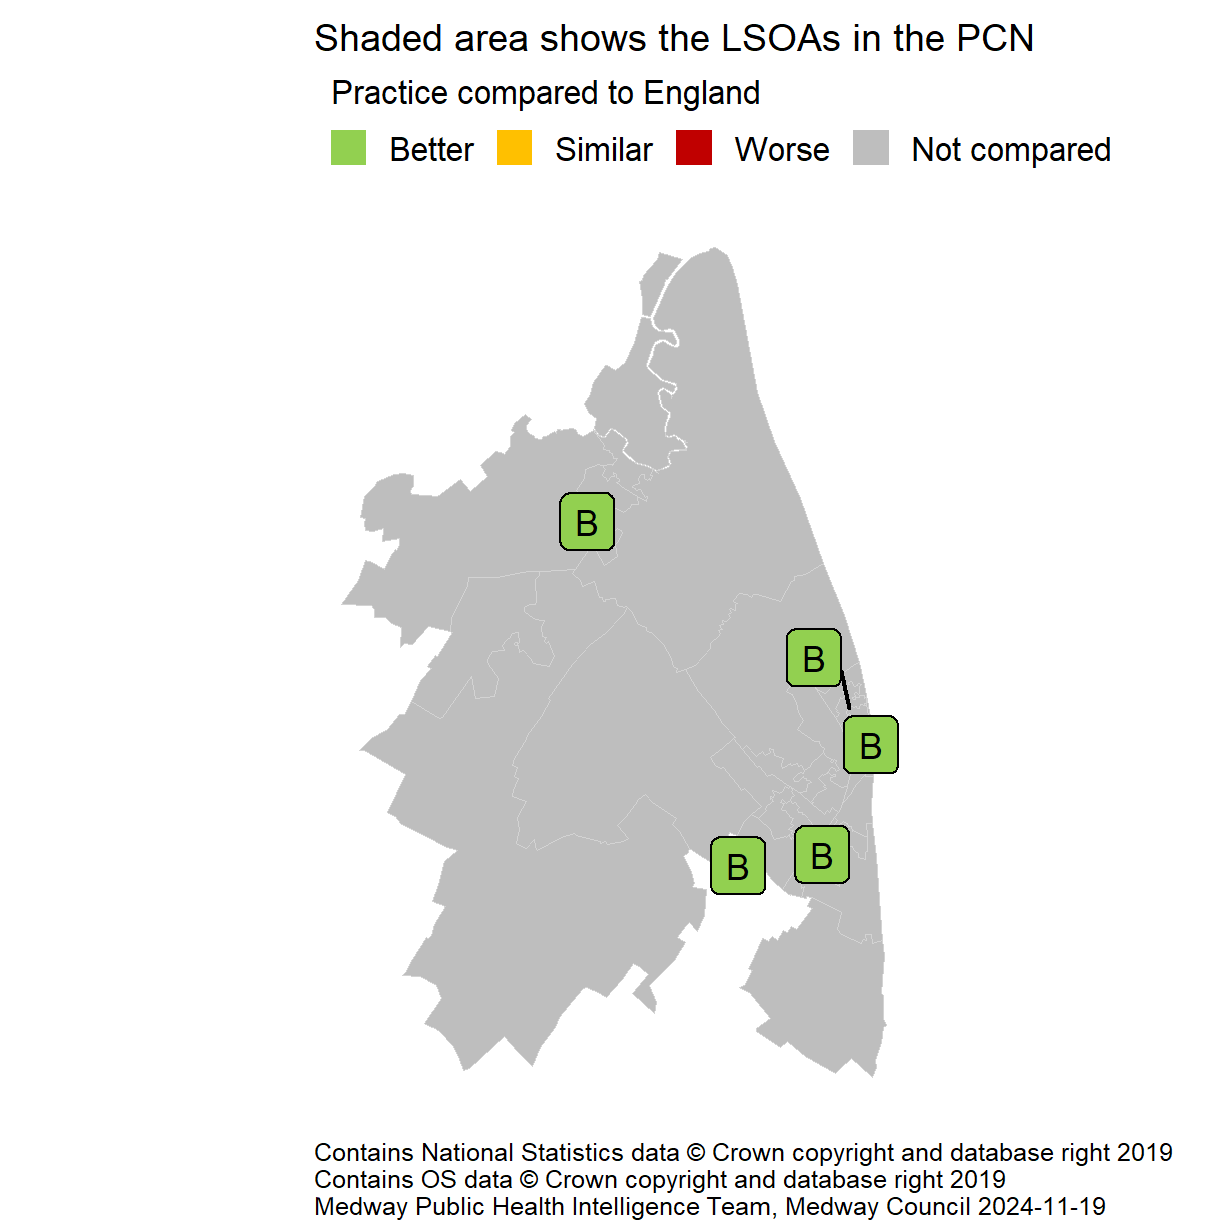 Shaded area shows the LSOAs in the PCN
Practice compared to England
Better Similar Worse Not compared
B
B
B
B
B
Contains National Statistics data © Crown copyright and database right 2019
Contains OS data © Crown copyright and database right 2019
Medway Public Health Intelligence Team, Medway Council 2024-11-19